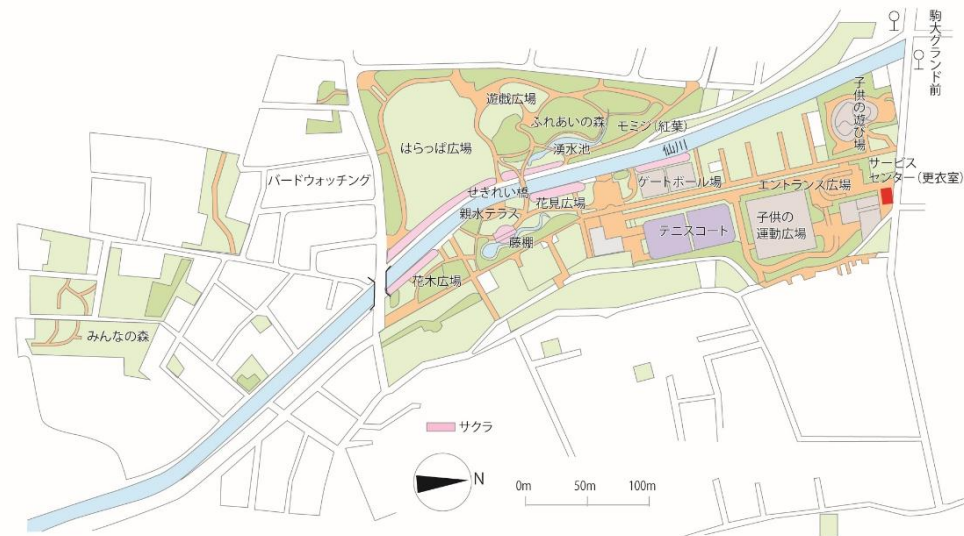 駒大グランド前
子供の遊び場
遊戯広場
ふれあいの森
モミジ(紅葉)
はらっぱ広場
湧水池
仙川
サービス
センター(更衣室)
バードウォッチング
せきれい橋
ゲートボール場
エントランス広場
花見広場
親水テラス
子供の
運動広場
テニスコート
藤棚
花木広場
みんなの森
サクラ
N
0m 50m 100m